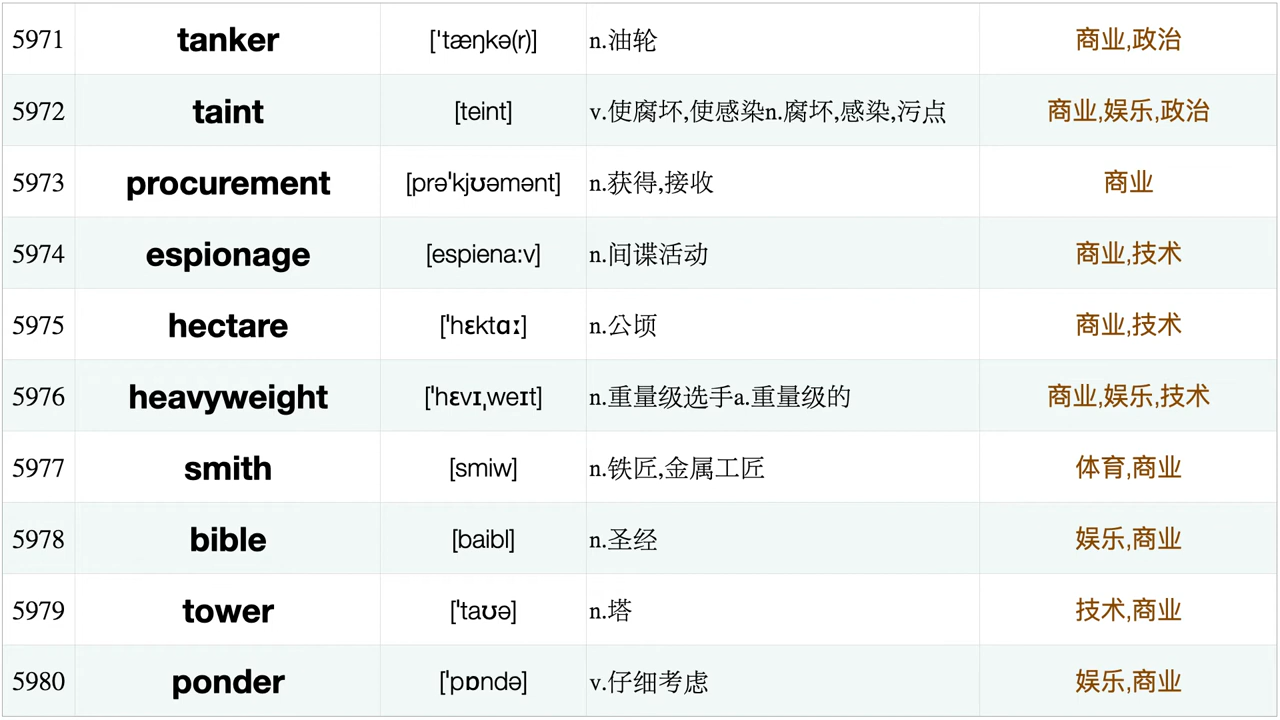 5971 tanker ['tæŋkə(r)] n.油轮 商业,政治
5972 taint [teint] v.使腐坏,使感染n.腐坏,感染,污点 商业,娱乐,政治
5973 procurement [prə'kjʊəmənt] n.获得,接收 商业
5974 espionage [espiena:v] n.间谍活动 商业,技术
5975 hectare ['hɛktɑɪ] n.公顷 商业,技术
5976 heavyweight ['hɛvɪˌweɪt] n.重量级选手a.重量级的 商业,娱乐,技术
5977 smith [smiw] n.铁匠,金属工匠 体育,商业
5978 bible [baibl] n.圣经 娱乐,商业
5979 tower ['taʊə] n.塔 技术,商业
5980 ponder ['pɒndə] v.仔细考虑 娱乐,商业